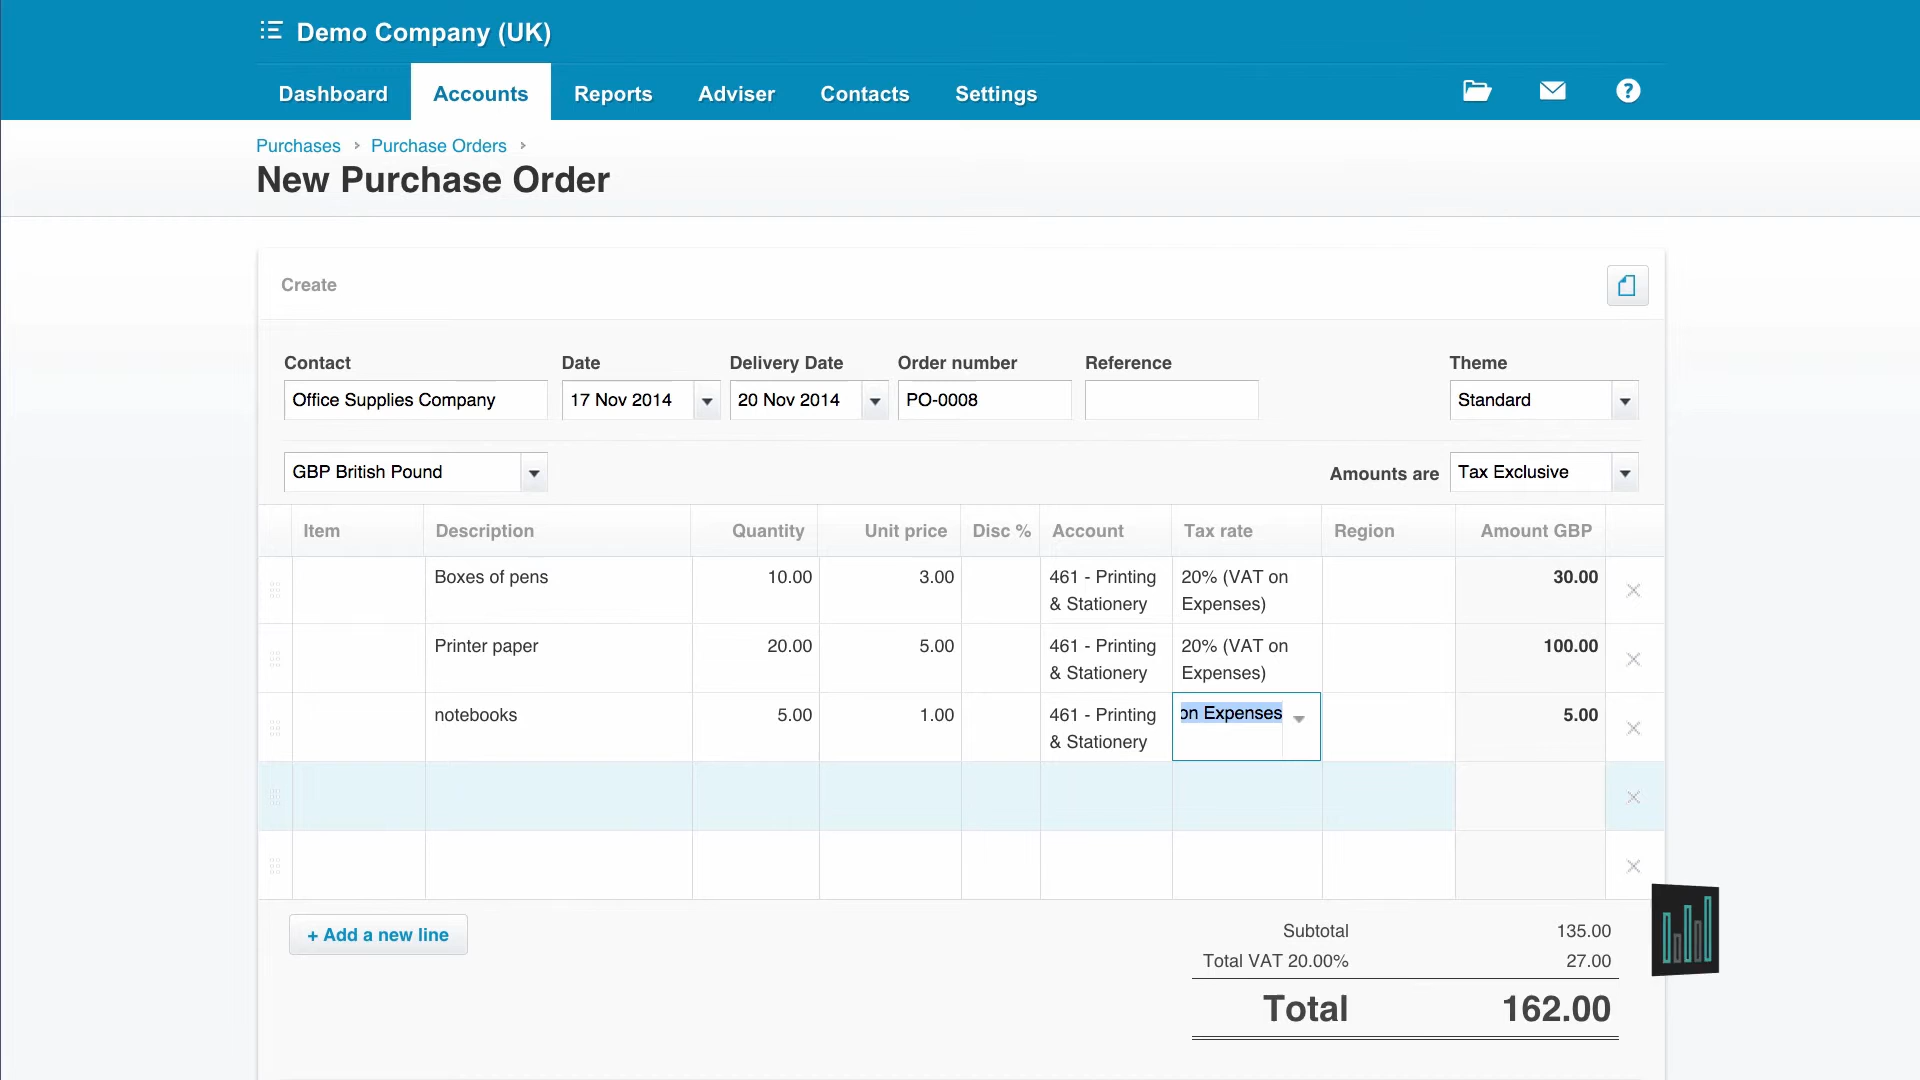 Demo Company (UK)
Dashboard Accounts Reports Adviser Contacts Settings ?
Purchases › Purchase Orders ›
New Purchase Order
Create
Contact Date Delivery Date Order number Reference Theme
Office Supplies Company 17 Nov 2014 20 Nov 2014 PO-0008 Standard
GBP British Pound Amounts are Tax Exclusive
Item Description Quantity Unit price Disc % Account Tax rate Region Amount GBP
Boxes of pens 10.00 3.00 461 - Printing 20% (VAT on 30.00
& Stationery Expenses)
Printer paper 20.00 5.00 461 - Printing 20% (VAT on 100.00
& Stationery Expenses)
notebooks 5.00 1.00 461 - Printing on Expenses 5.00
& Stationery
+ Add a new line
Subtotal 135.00
Total VAT 20.00% 27.00
Total 162.00